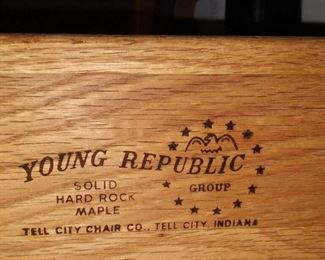 YOUNG REPUBLIC
GROUP
SOLID
HARD ROCK
MAPLE
TELL CITY CHAIR CO., TELL CITY, INDIANA